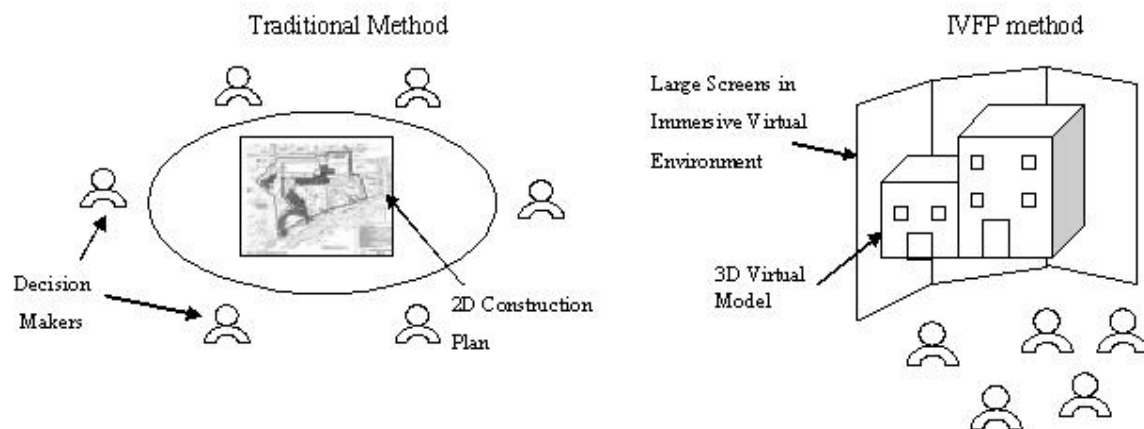 Traditional Method
IVFP method
Decision
Makers
2D Construction
Plan
Large Screens in
Immersive Virtual
Environment
3D Virtual
Model